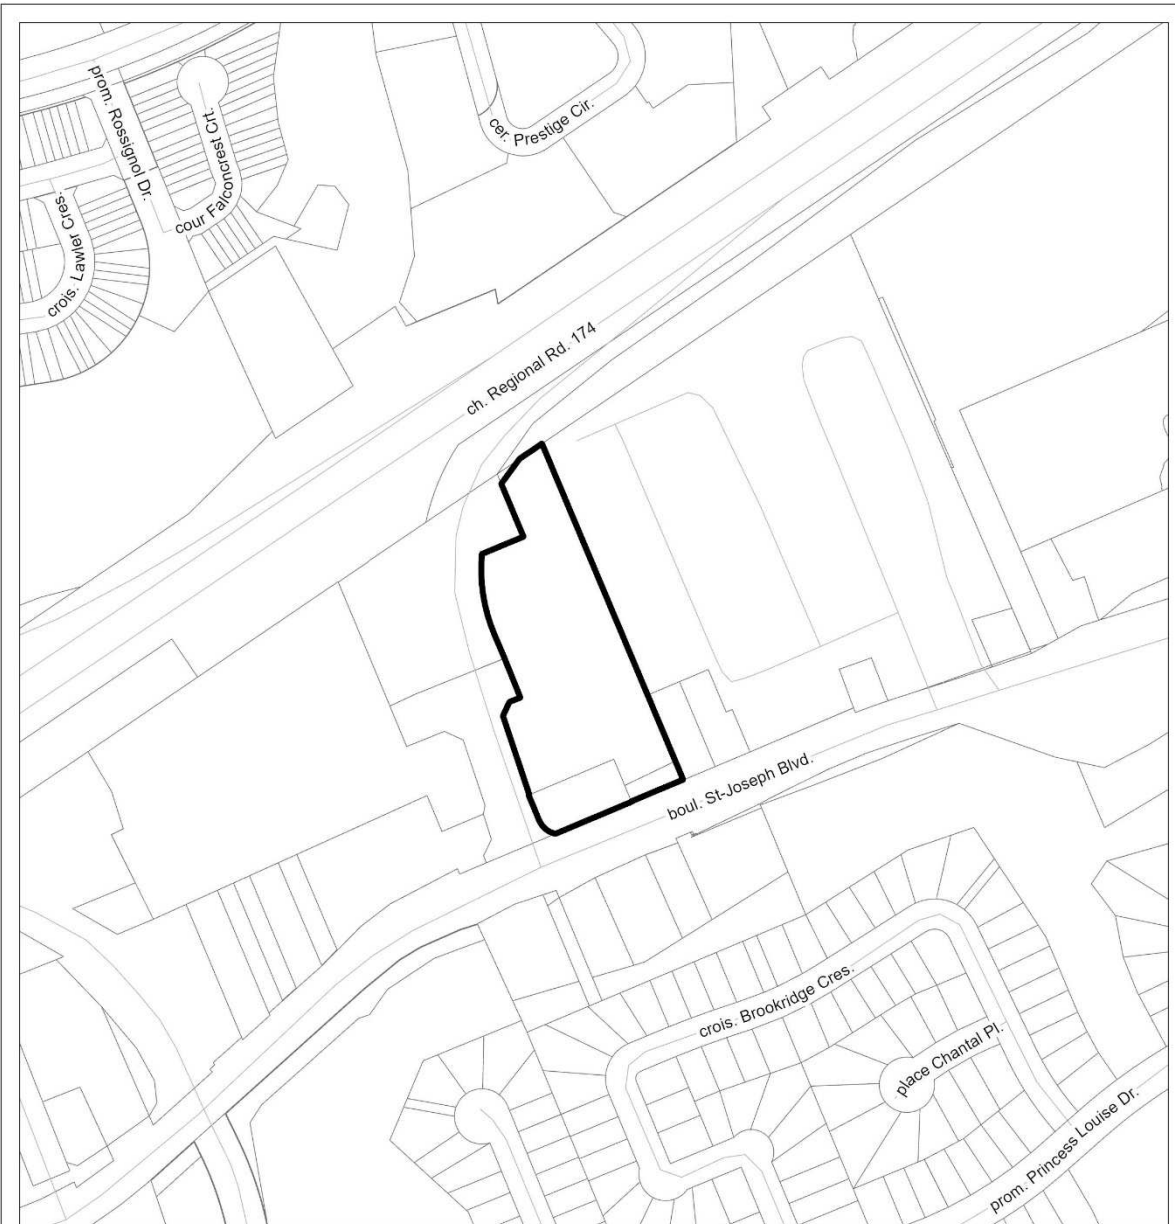 prom. Rossignol Dr.
cour Falconcrest Crt.
crois. Lawler Cres.
cer. Prestige Cir.
ch. Regional Rd. 174
boul. St-Joseph Blvd.
crois. Brookridge Cres.
place Chantal Pl.
prom. Princess Louise Dr.